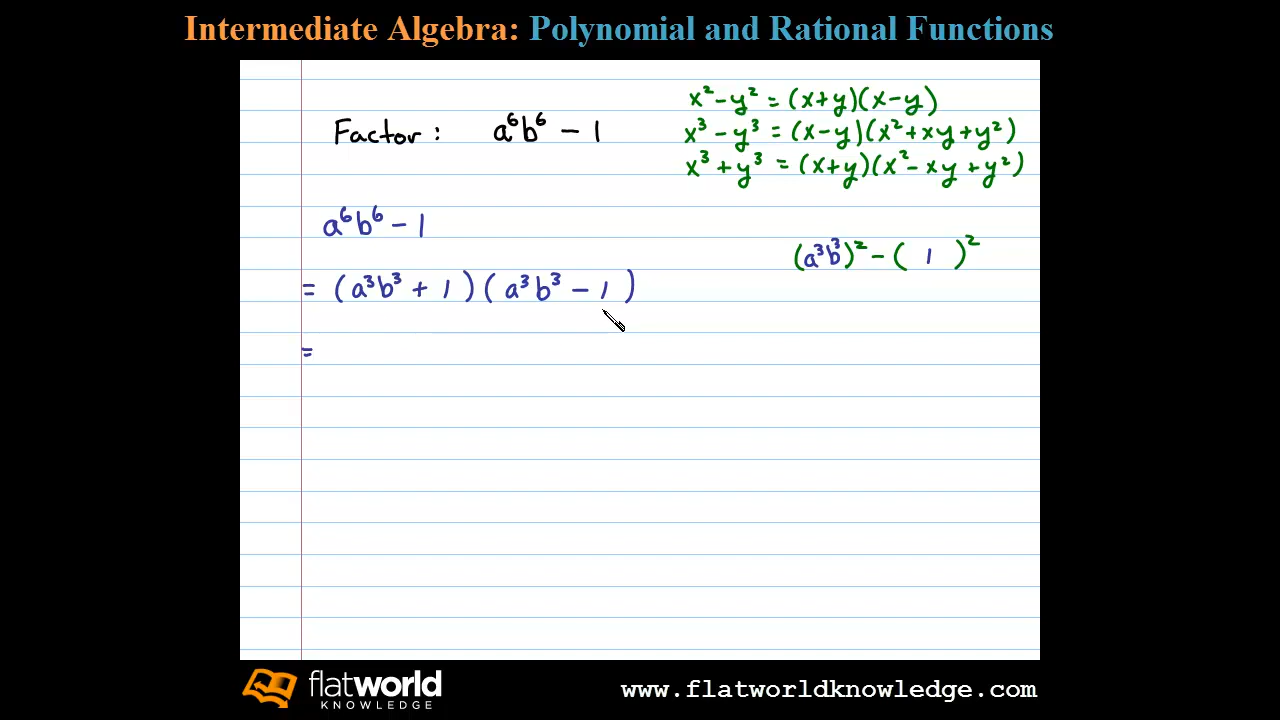 Intermediate Algebra: Polynomial and Rational Functions
x² – y² = (x+y)(x–y)
Factor: a⁶b⁶ – 1
x³ – y³ = (x–y)(x² + xy + y²)
x³ + y³ = (x+y)(x² – xy + y²)
a⁶b⁶ – 1
(a³b³)² – ( 1 )²
= (a³b³ + 1)(a³b³ – 1)
=
flatworld
KNOWLEDGE
www.flatworldknowledge.com